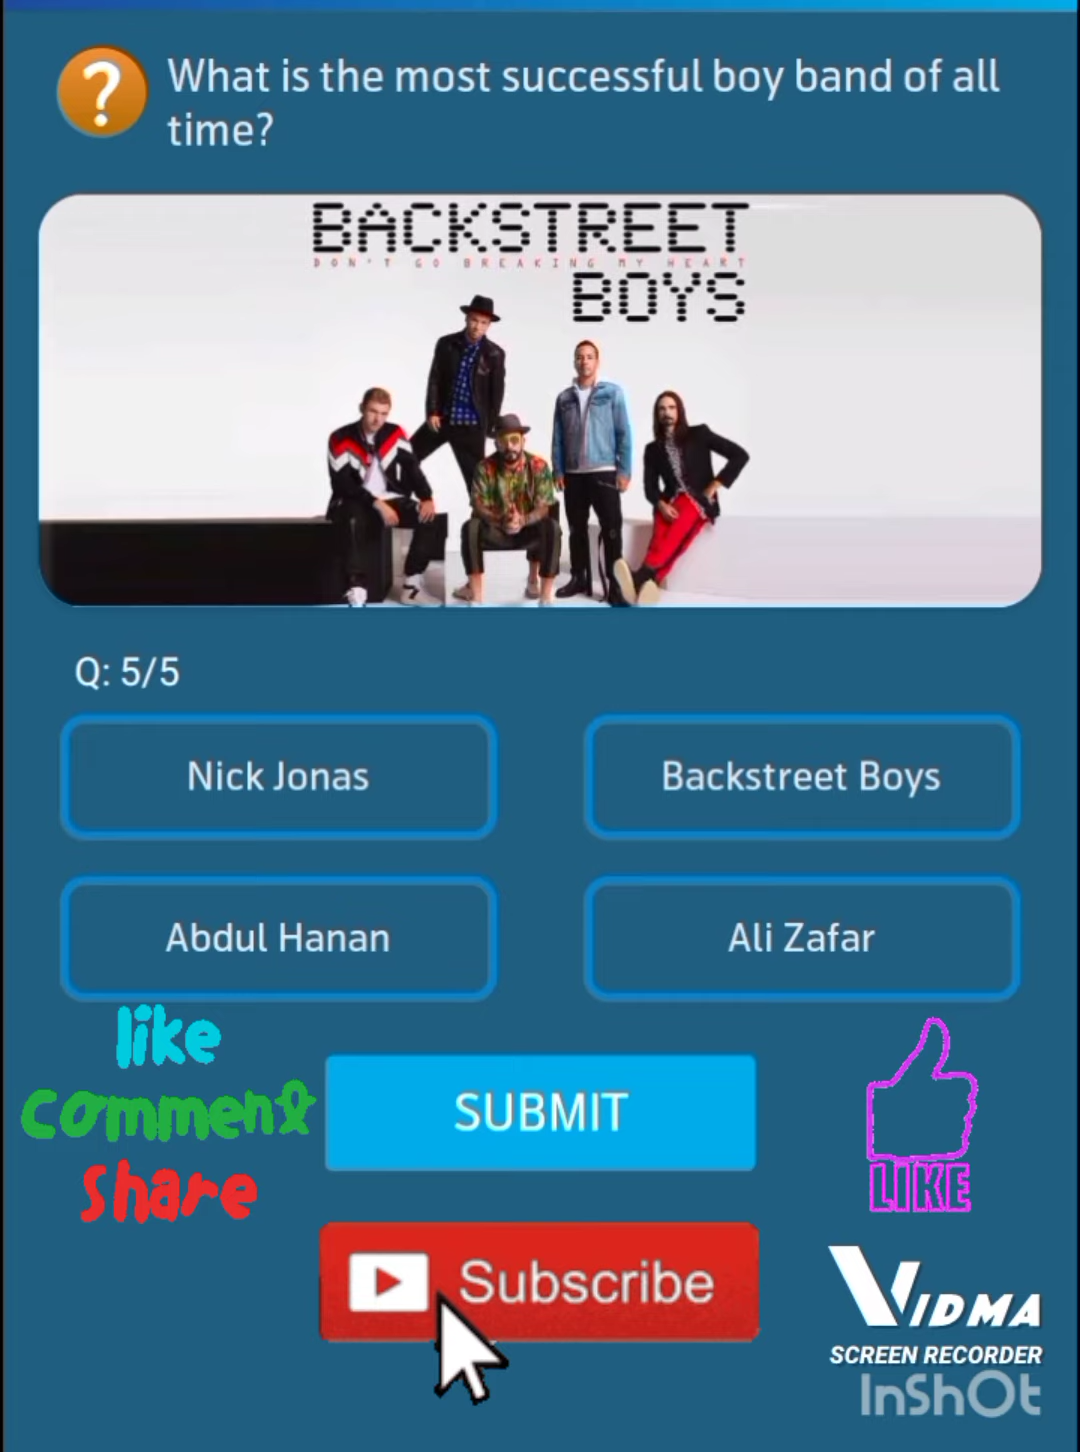 What is the most successful boy band of all
time?
BACKSTREET
DON'T GO BREAKING MY HEART
BOYS
Q: 5/5
Nick Jonas
Backstreet Boys
Abdul Hanan
Ali Zafar
like
comment
share
SUBMIT
LIKE
Subscribe
VIDMA
SCREEN RECORDER
InShOt